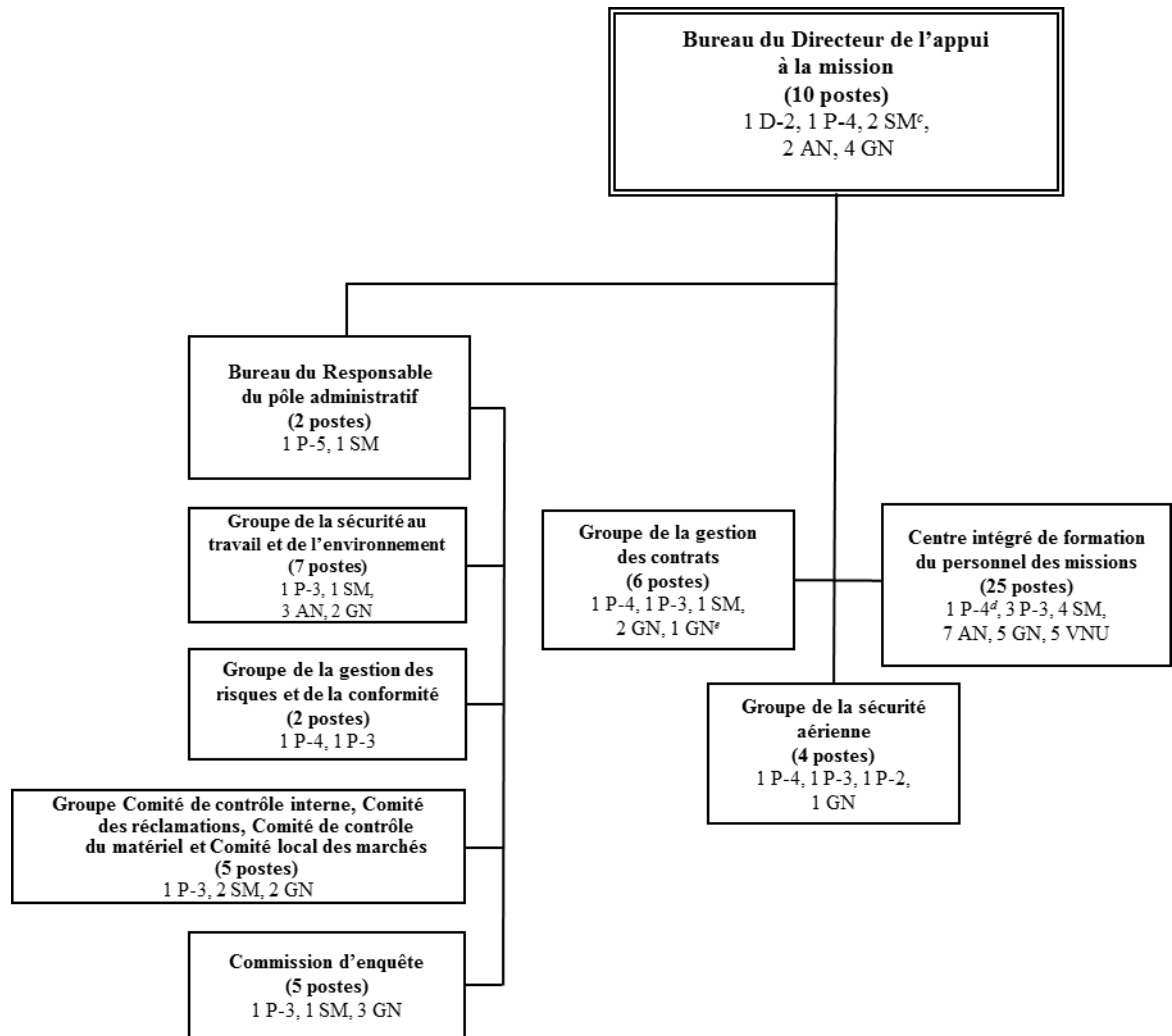 Bureau du Directeur de l’appui
à la mission
(10 postes)
1 D-2, 1 P-4, 2 SMᶜ,
2 AN, 4 GN
Bureau du Responsable
du pôle administratif
(2 postes)
1 P-5, 1 SM
Groupe de la sécurité au
travail et de l’environnement
(7 postes)
1 P-3, 1 SM,
3 AN, 2 GN
Groupe de la gestion des
risques et de la conformité
(2 postes)
1 P-4, 1 P-3
Groupe Comité de contrôle interne, Comité
des réclamations, Comité de contrôle
du matériel et Comité local des marchés
(5 postes)
1 P-3, 2 SM, 2 GN
Commission d’enquête
(5 postes)
1 P-3, 1 SM, 3 GN
Groupe de la gestion
des contrats
(6 postes)
1 P-4, 1 P-3, 1 SM,
2 GN, 1 GNᵉ
Centre intégré de formation
du personnel des missions
(25 postes)
1 P-4ᵈ, 3 P-3, 4 SM,
7 AN, 5 GN, 5 VNU
Groupe de la sécurité
aérienne
(4 postes)
1 P-4, 1 P-3, 1 P-2,
1 GN